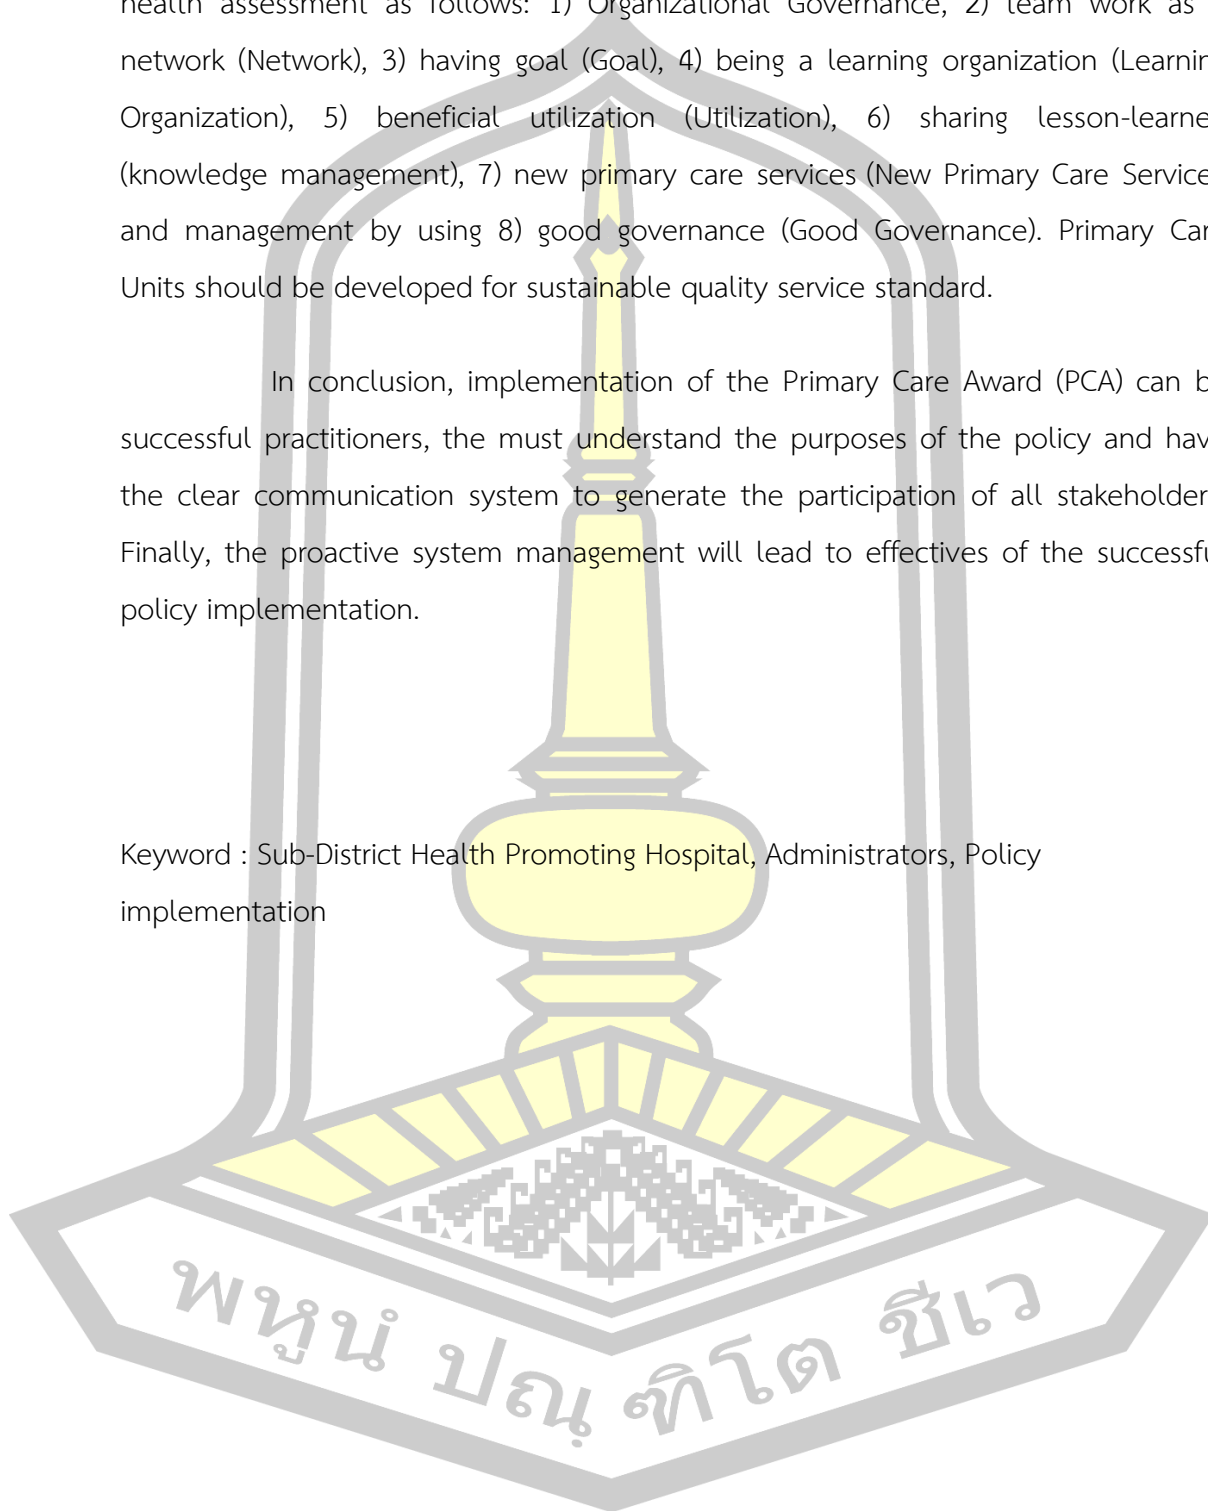 health assessment as follows: 1) Organizational Governance, 2) team work as
network (Network), 3) having goal (Goal), 4) being a learning organization (Learnin
Organization), 5) beneficial utilization (Utilization), 6) sharing lesson-learne
(knowledge management), 7) new primary care services (New Primary Care Service
and management by using 8) good governance (Good Governance). Primary Car
Units should be developed for sustainable quality service standard.
In conclusion, implementation of the Primary Care Award (PCA) can b
successful practitioners, the must understand the purposes of the policy and hav
the clear communication system to generate the participation of all stakeholder
Finally, the proactive system management will lead to effectives of the successfu
policy implementation.
Keyword : Sub-District Health Promoting Hospital, Administrators, Policy
implementation
พหูนํ ปณฺฑิโต ชีเว